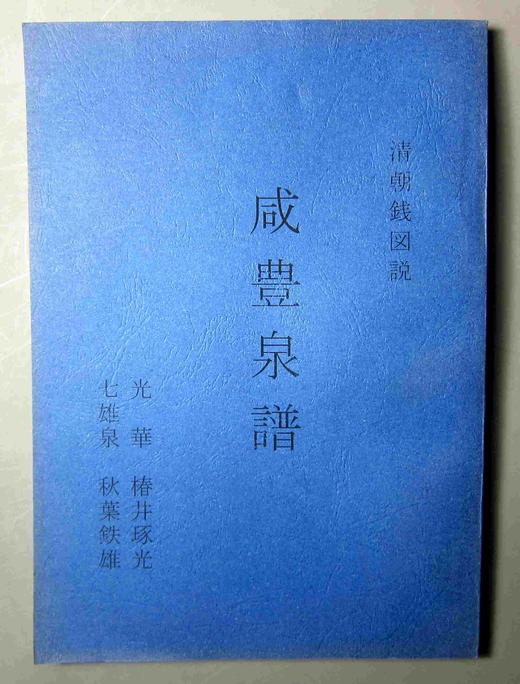 清朝銭図説
咸豊泉譜
光華 椿井琢光
七雄泉 秋葉鉄雄